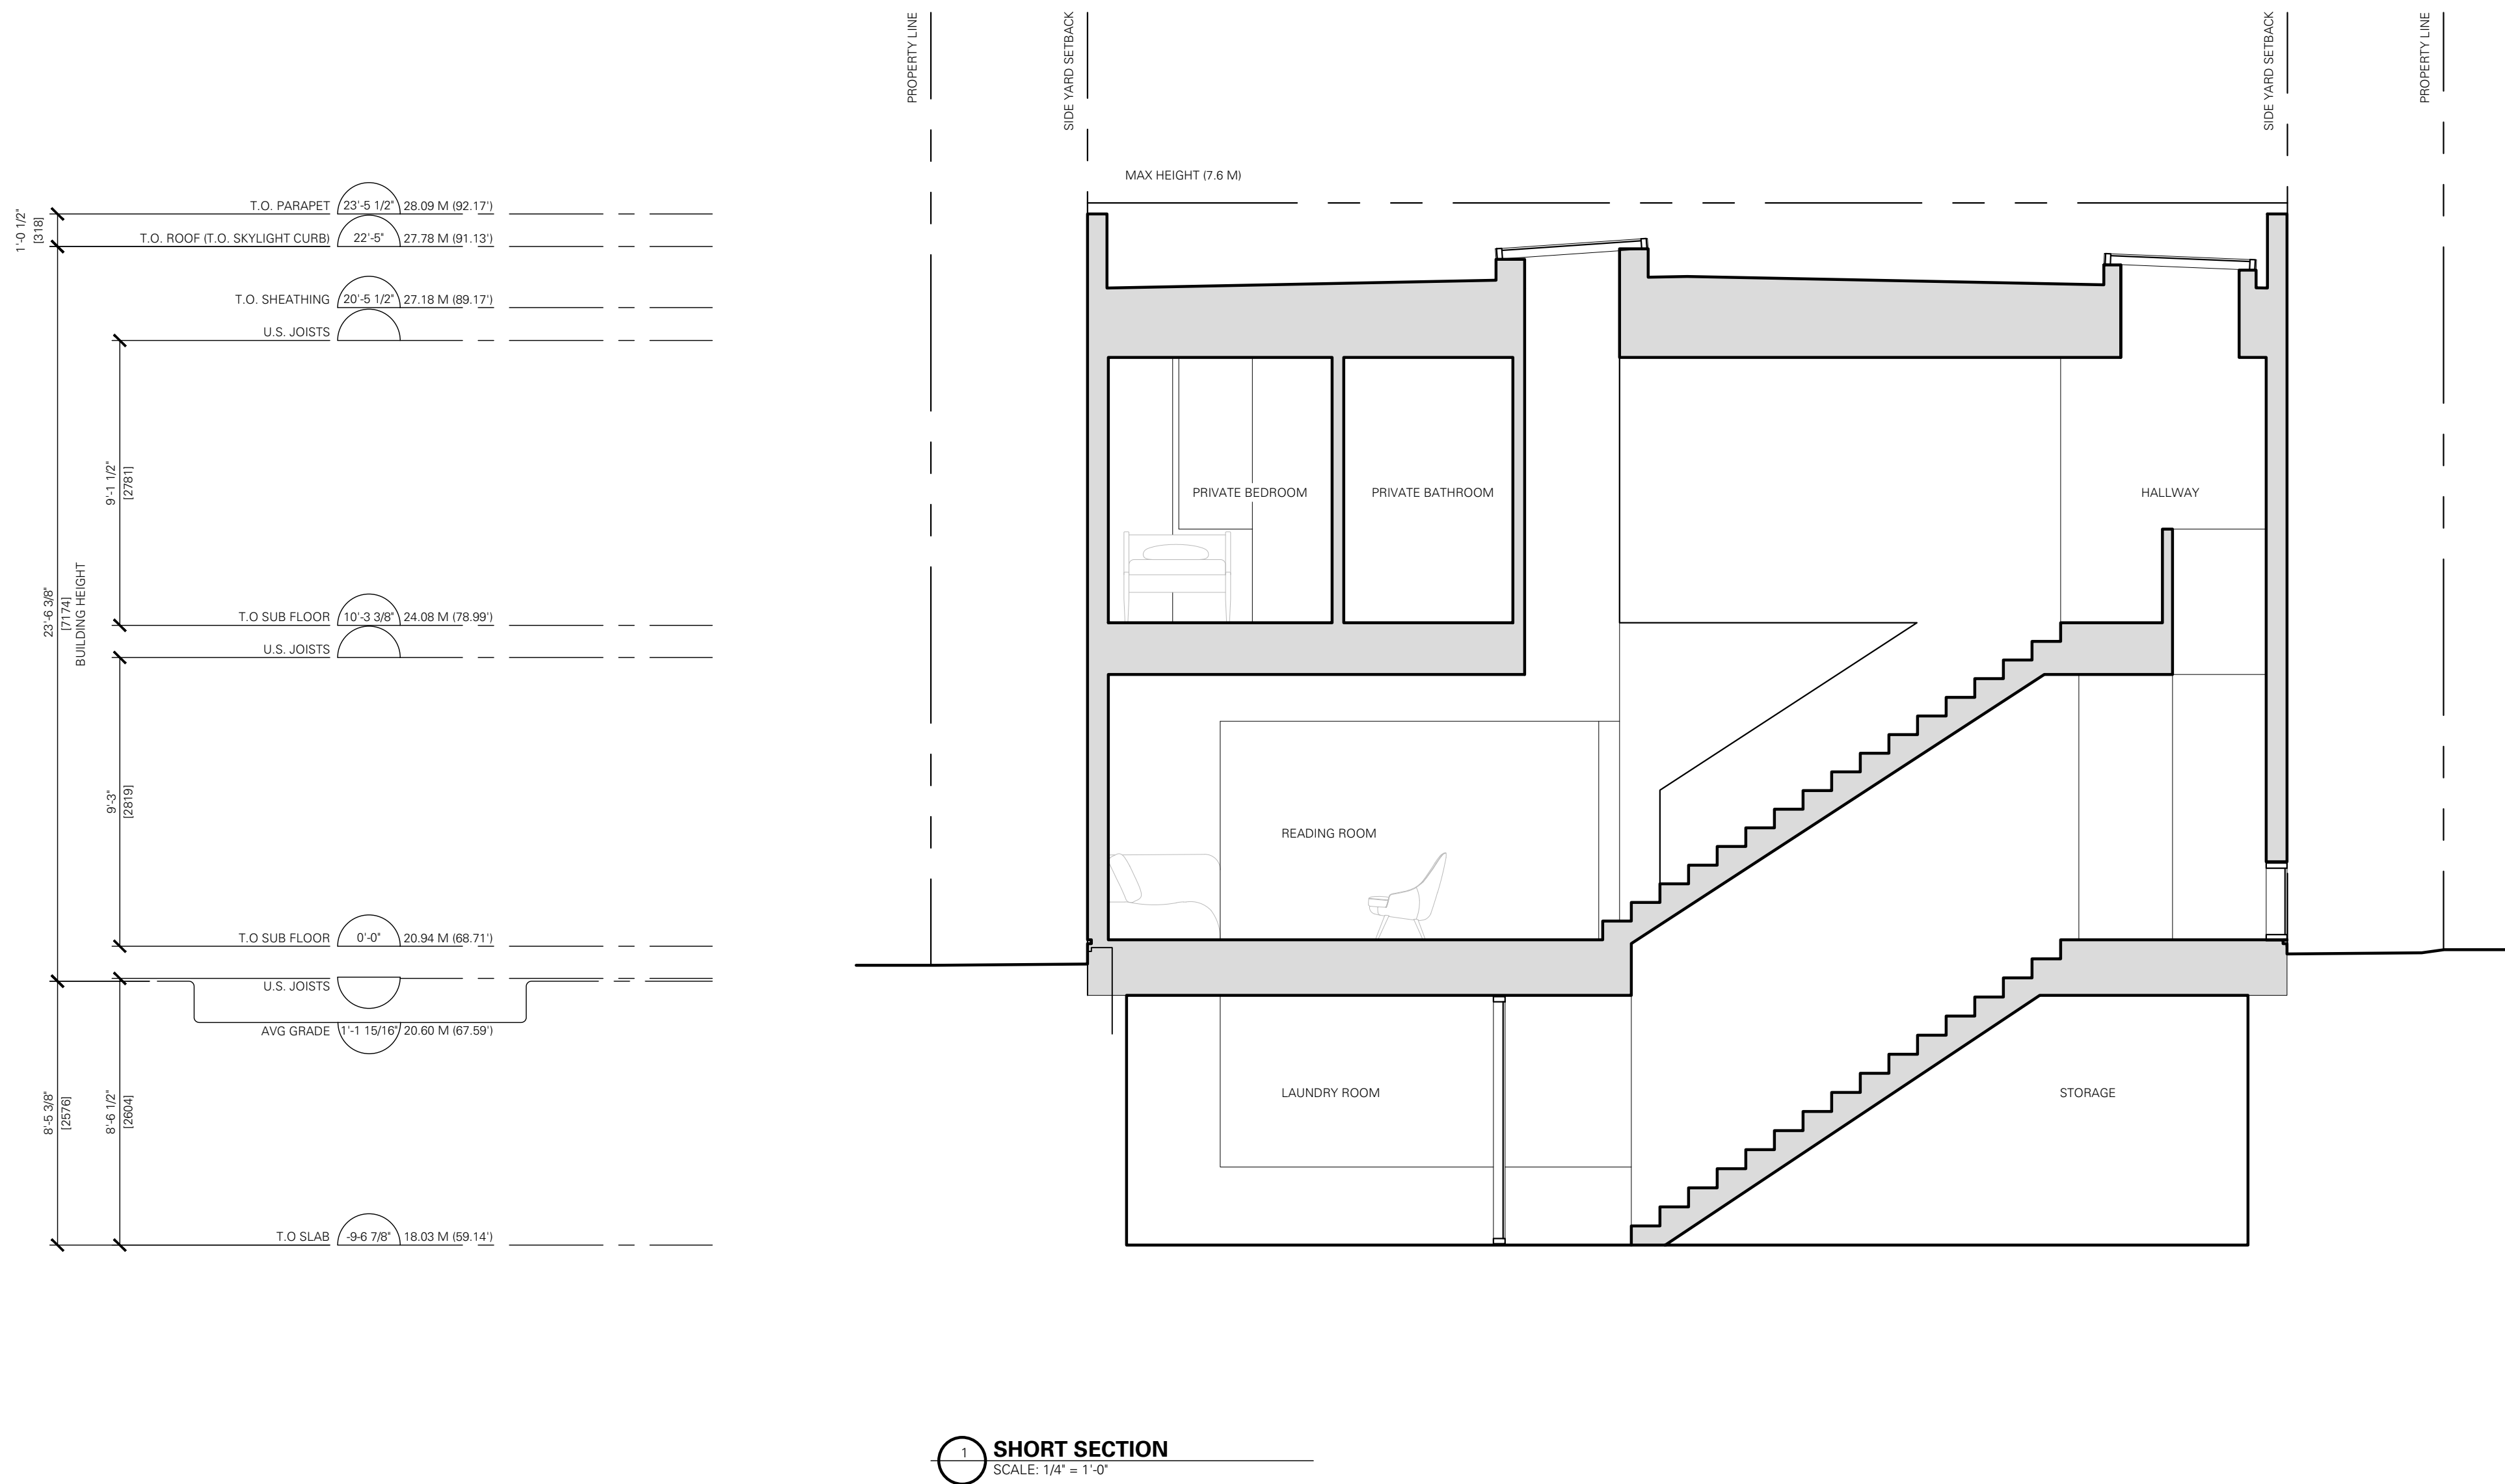 PROPERTY LINE
SIDE YARD SETBACK
SIDE YARD SETBACK
PROPERTY LINE
MAX HEIGHT (7.6 M)
T.O. PARAPET 23'-5 1/2" 28.09 M (92.17')
1'-0 1/2"
[318]
T.O. ROOF (T.O. SKYLIGHT CURB) 22'-5" 27.78 M (91.13')
T.O. SHEATHING 20'-5 1/2" 27.18 M (89.17')
U.S. JOISTS
9'-1 1/2"
[2781]
PRIVATE BEDROOM
PRIVATE BATHROOM
HALLWAY
23'-6 3/8"
[7174]
BUILDING HEIGHT
T.O SUB FLOOR 10'-3 3/8" 24.08 M (78.99')
U.S. JOISTS
9'-3"
[2819]
READING ROOM
T.O SUB FLOOR 0'-0" 20.94 M (68.71')
U.S. JOISTS
AVG GRADE 1'-1 15/16" 20.60 M (67.59')
8'-5 3/8"
[2576]
8'-6 1/2"
[2604]
LAUNDRY ROOM
STORAGE
T.O SLAB -9-6 7/8" 18.03 M (59.14')
1 SHORT SECTION
SCALE: 1/4" = 1'-0"